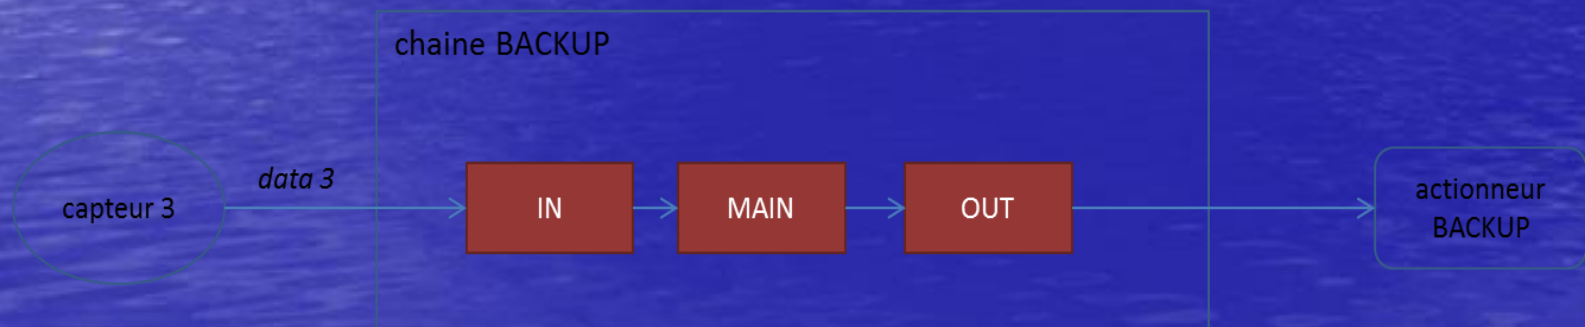 chaine BACKUP
data 3
capteur 3
IN
MAIN
OUT
actionneur
BACKUP